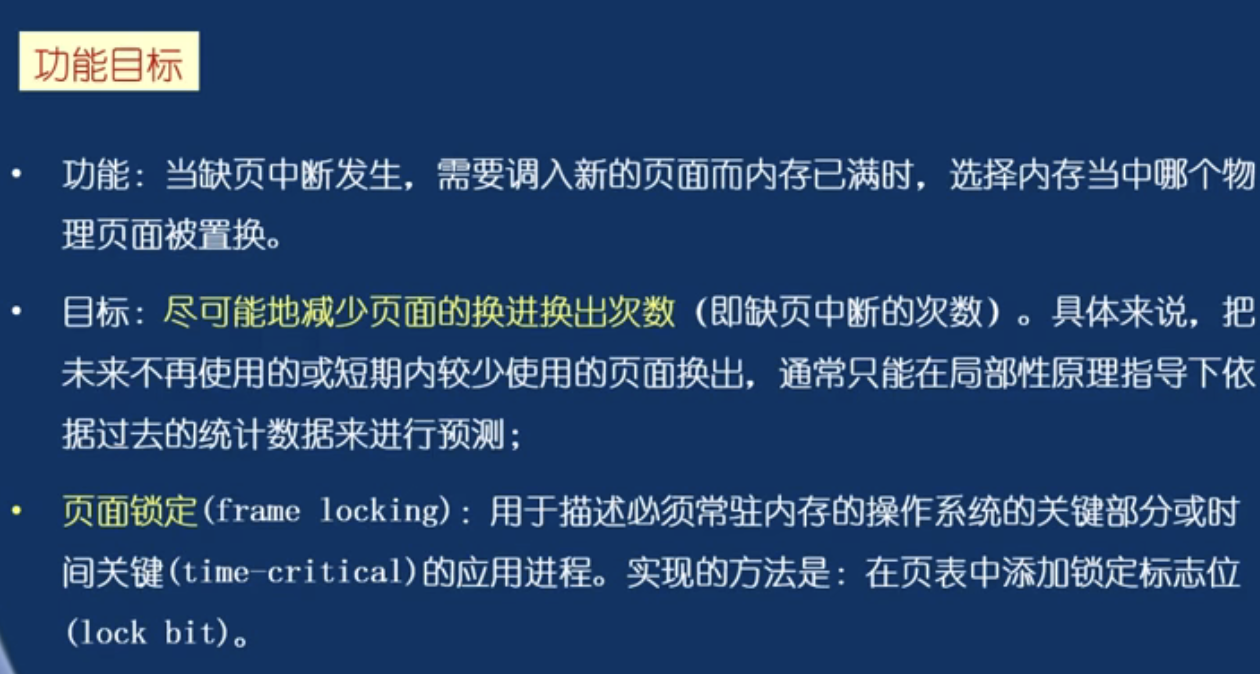 功能目标
• 功能：当缺页中断发生，需要调入新的页面而内存已满时，选择内存当中哪个物
理页面被置换。
• 目标：尽可能地减少页面的换进换出次数（即缺页中断的次数）。具体来说，把
未来不再使用的或短期内较少使用的页面换出，通常只能在局部性原理指导下依
据过去的统计数据来进行预测；
• 页面锁定(frame locking)：用于描述必须常驻内存的操作系统的关键部分或时
间关键(time-critical)的应用进程。实现的方法是：在页表中添加锁定标志位
(lock bit)。